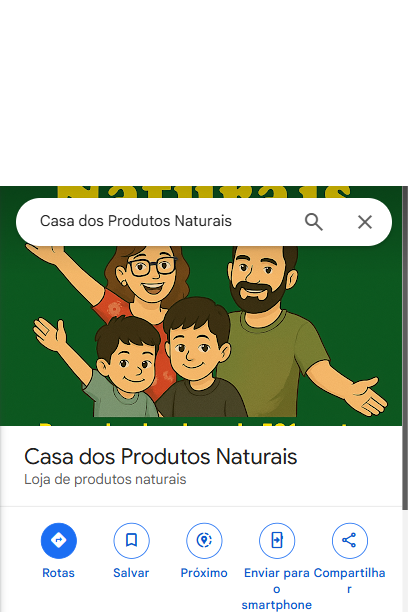 Naturais
Casa dos Produtos Naturais
Casa dos Produtos Naturais
Loja de produtos naturais
Rotas
Salvar
Próximo
Enviar para
o
smartphone
Compartilha
r